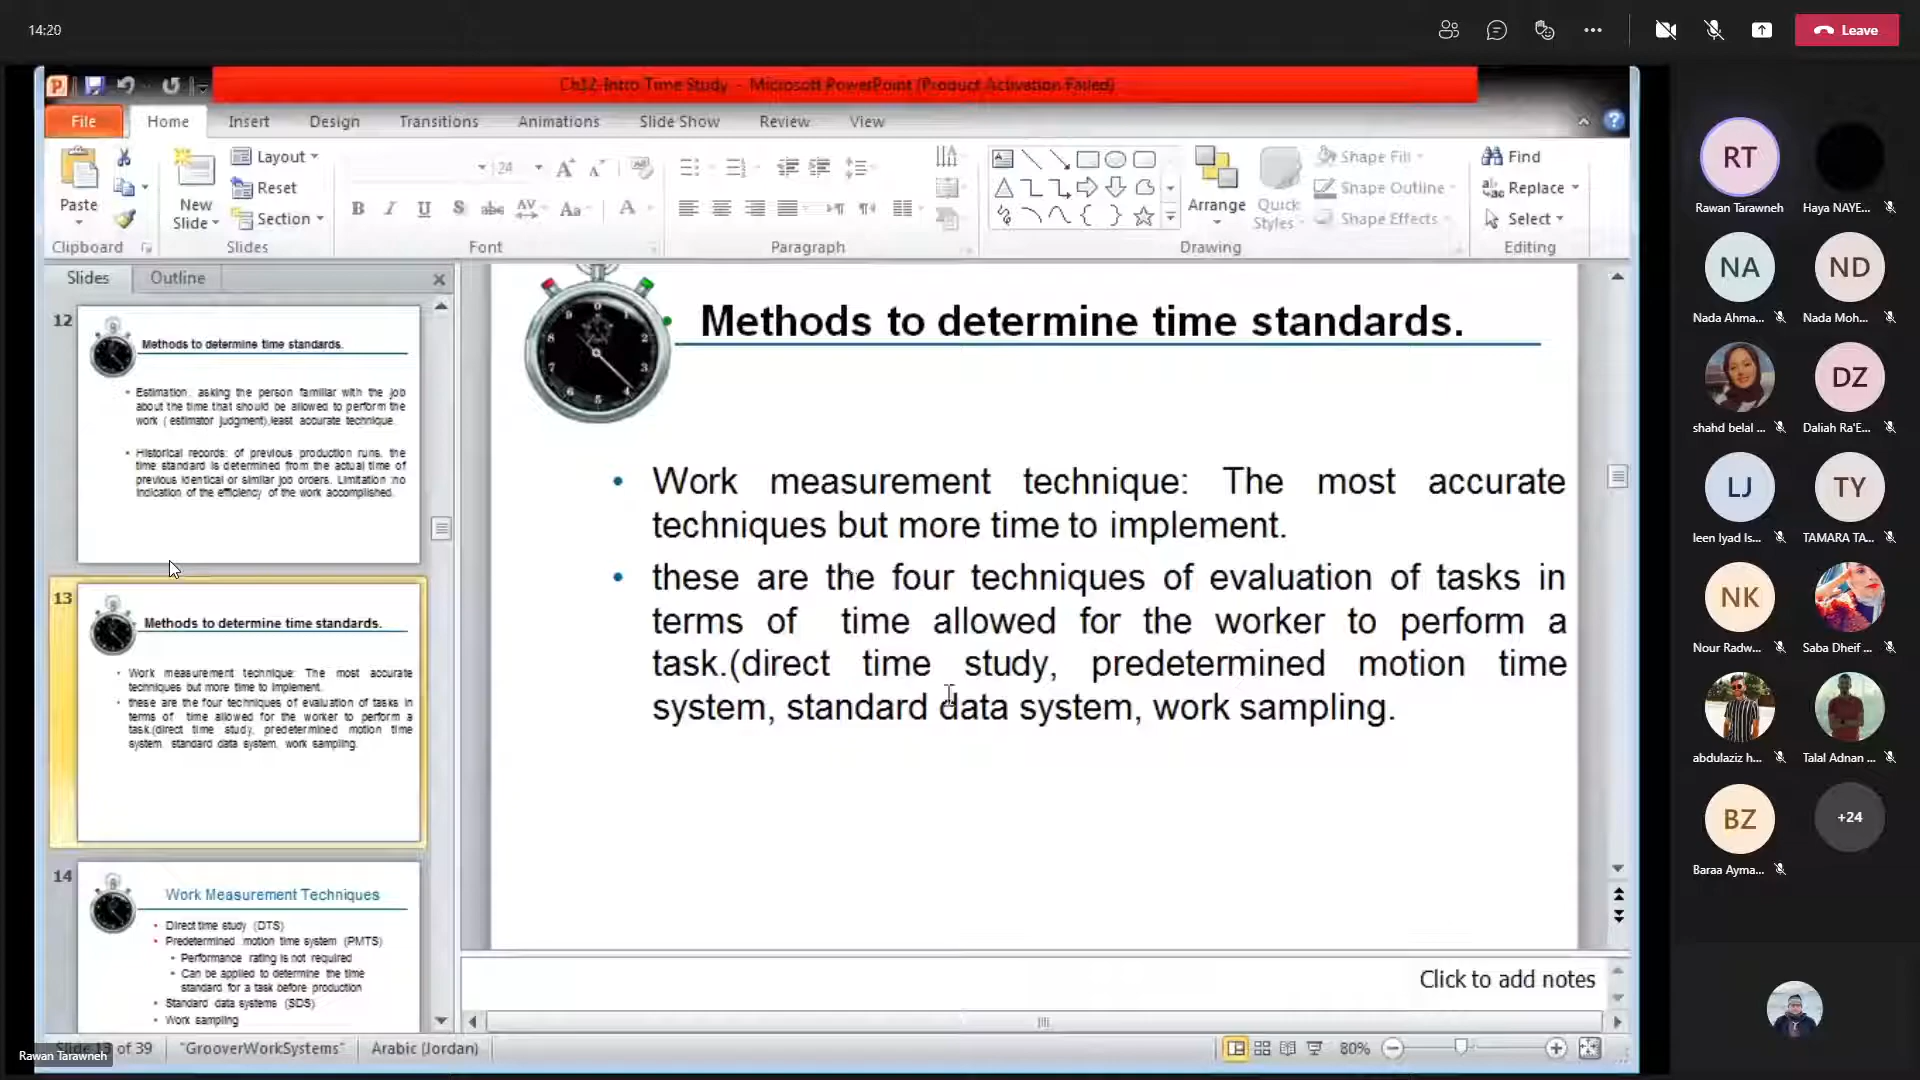 14:20
Leave
Ch12-Intro Time Study - Microsoft PowerPoint (Product Activation Failed)
File Home Insert Design Transitions Animations Slide Show Review View
Paste
Clipboard
New
Slide
Layout
Reset
Section
Slides
24
B I U S abc AV Aa A
Font
Paragraph
Arrange
Quick
Styles
Shape Fill
Shape Outline
Shape Effects
Drawing
Find
Replace
Select
Editing
Slides Outline
12
Methods to determine time standards.
• Estimation: asking the person familiar with the job
about the time that should be allowed to perform the
work ( estimator judgment),least accurate technique.
• Historical records: of previous production runs, the
time standard is determined from the actual time of
previous identical or similar job orders. Limitation :no
indication of the efficiency of the work accomplished.
13
Methods to determine time standards.
• Work measurement technique: The most accurate
techniques but more time to implement.
• these are the four techniques of evaluation of tasks in
terms of time allowed for the worker to perform a
task.(direct time study, predetermined motion time
system, standard data system, work sampling.
14
Work Measurement Techniques
• Direct time study (DTS)
• Predetermined motion time system (PMTS)
• Performance rating is not required
• Can be applied to determine the time
standard for a task before production
• Standard data systems (SDS)
• Work sampling
Methods to determine time standards.
• Work measurement technique: The most accurate
techniques but more time to implement.
• these are the four techniques of evaluation of tasks in
terms of time allowed for the worker to perform a
task.(direct time study, predetermined motion time
system, standard data system, work sampling.
Click to add notes
Slide 13 of 39 "GrooverWorkSystems" Arabic (Jordan) 80%
Rawan Tarawneh
RT
Rawan Tarawneh Haya NAYE...
NA ND
Nada Ahma... Nada Moh...
DZ
shahd belal ... Daliah Ra'E...
LJ TY
leen Iyad Is... TAMARA TA...
NK
Nour Radw... Saba Dheif ...
abdulaziz h... Talal Adnan ...
BZ +24
Baraa Ayma...